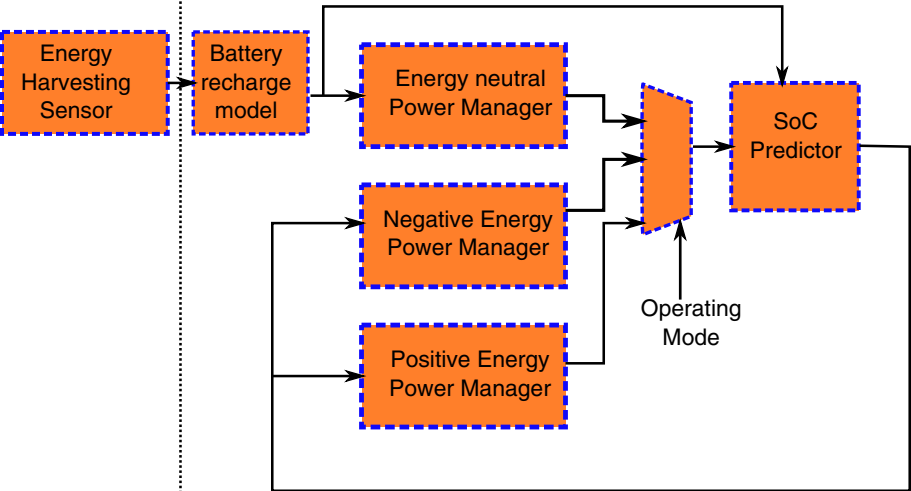 Energy
Harvesting
Sensor
Battery
recharge
model
Energy neutral
Power Manager
SoC
Predictor
Negative Energy
Power Manager
Operating
Mode
Positive Energy
Power Manager